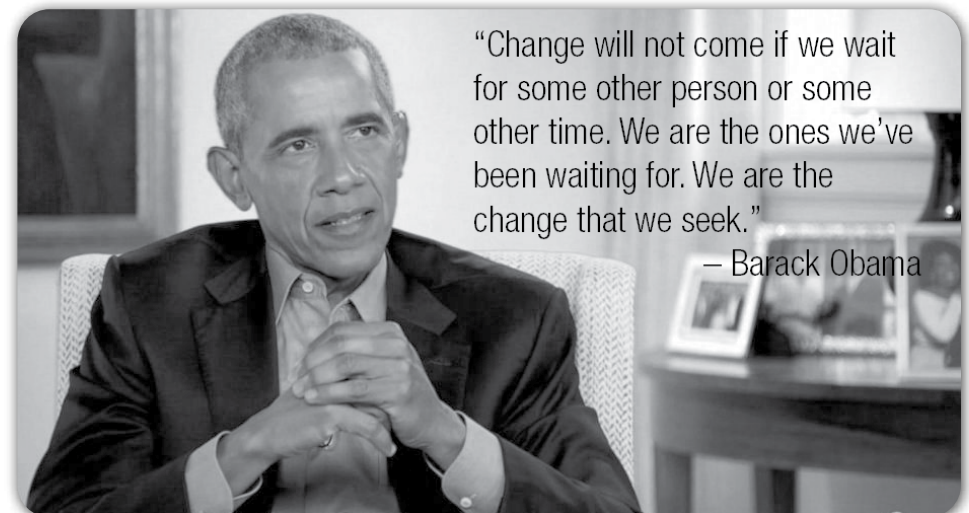 “Change will not come if we wait
for some other person or some
other time. We are the ones we’ve
been waiting for. We are the
change that we seek.”
– Barack Obama